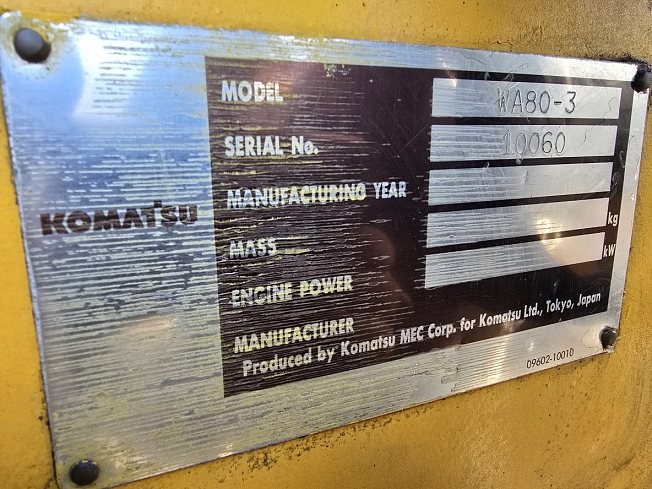 KOMATSU
MODEL WA80-3
SERIAL No. 10060
MANUFACTURING YEAR
MASS kg
ENGINE POWER kW
MANUFACTURER
Produced by Komatsu MEC Corp. for Komatsu Ltd., Tokyo, Japan
09602-10010